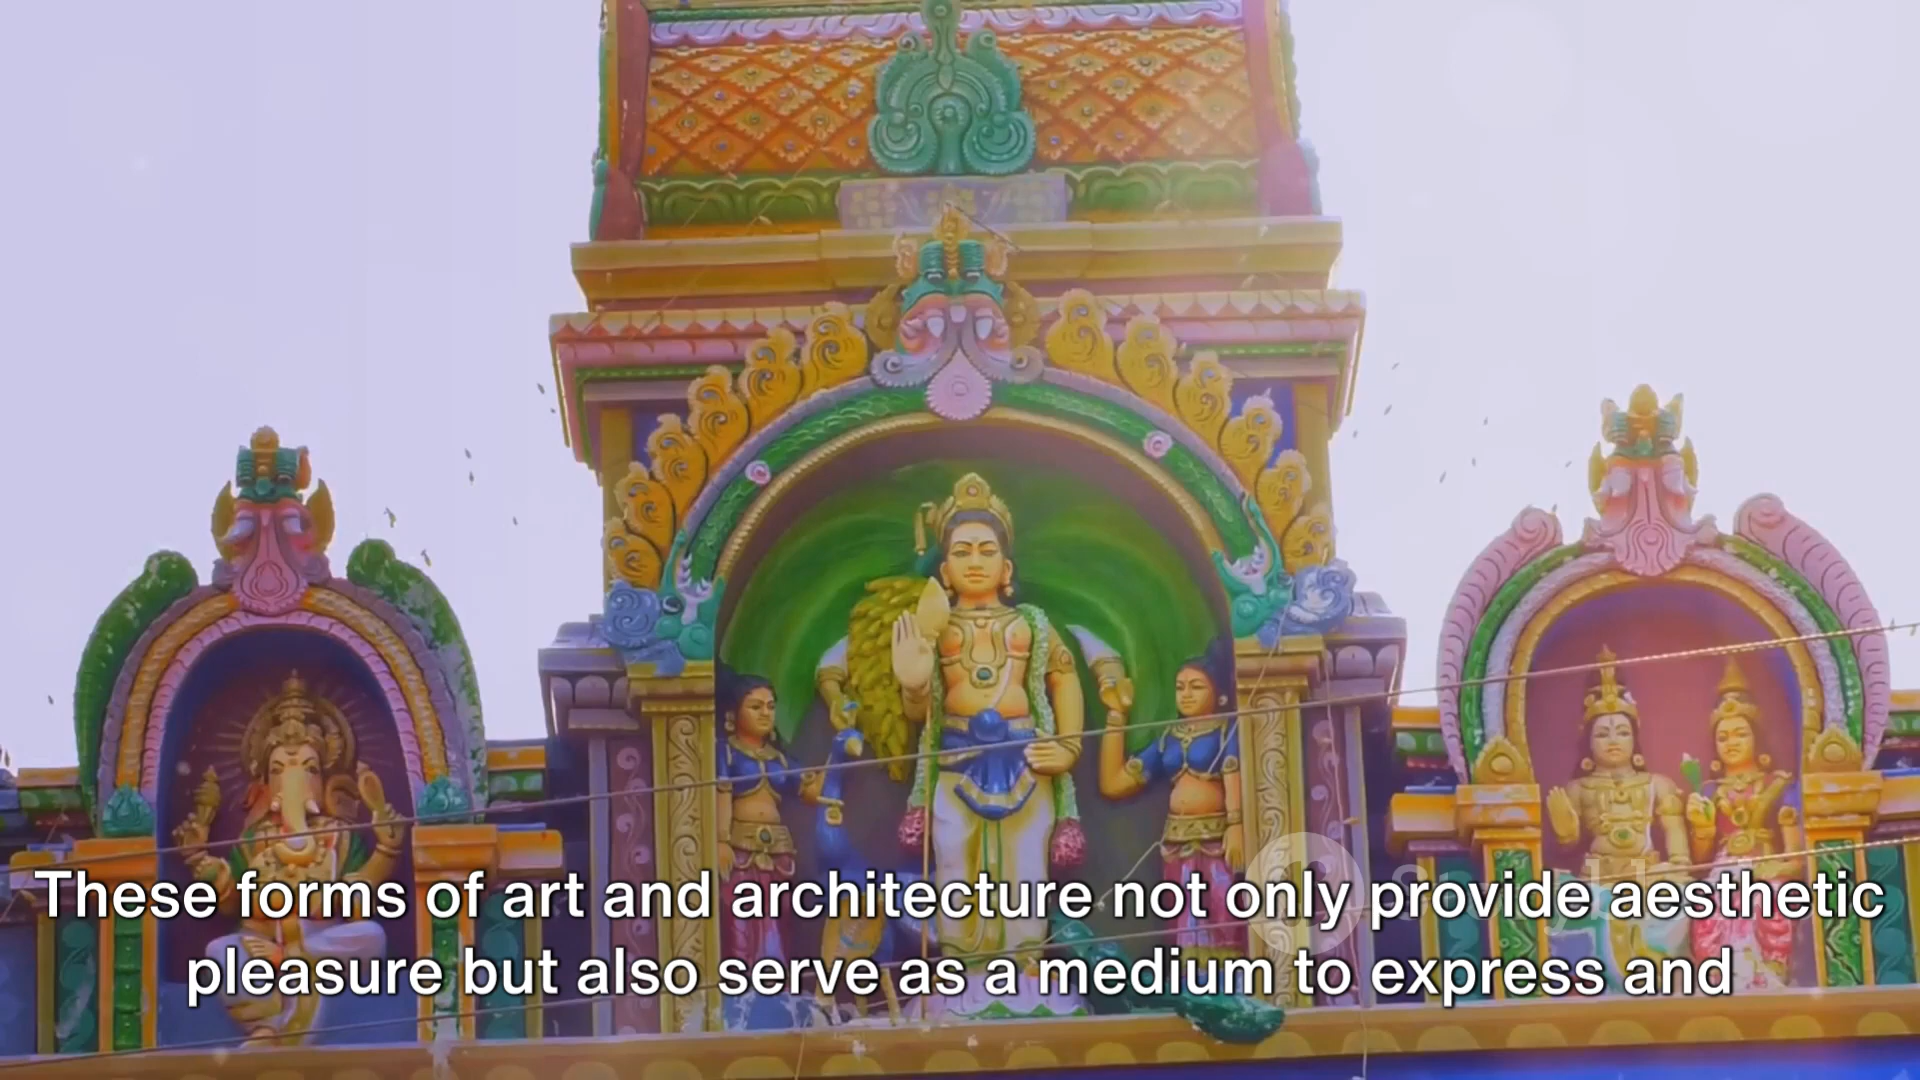 These forms of art and architecture not only provide aesthetic
pleasure but also serve as a medium to express and